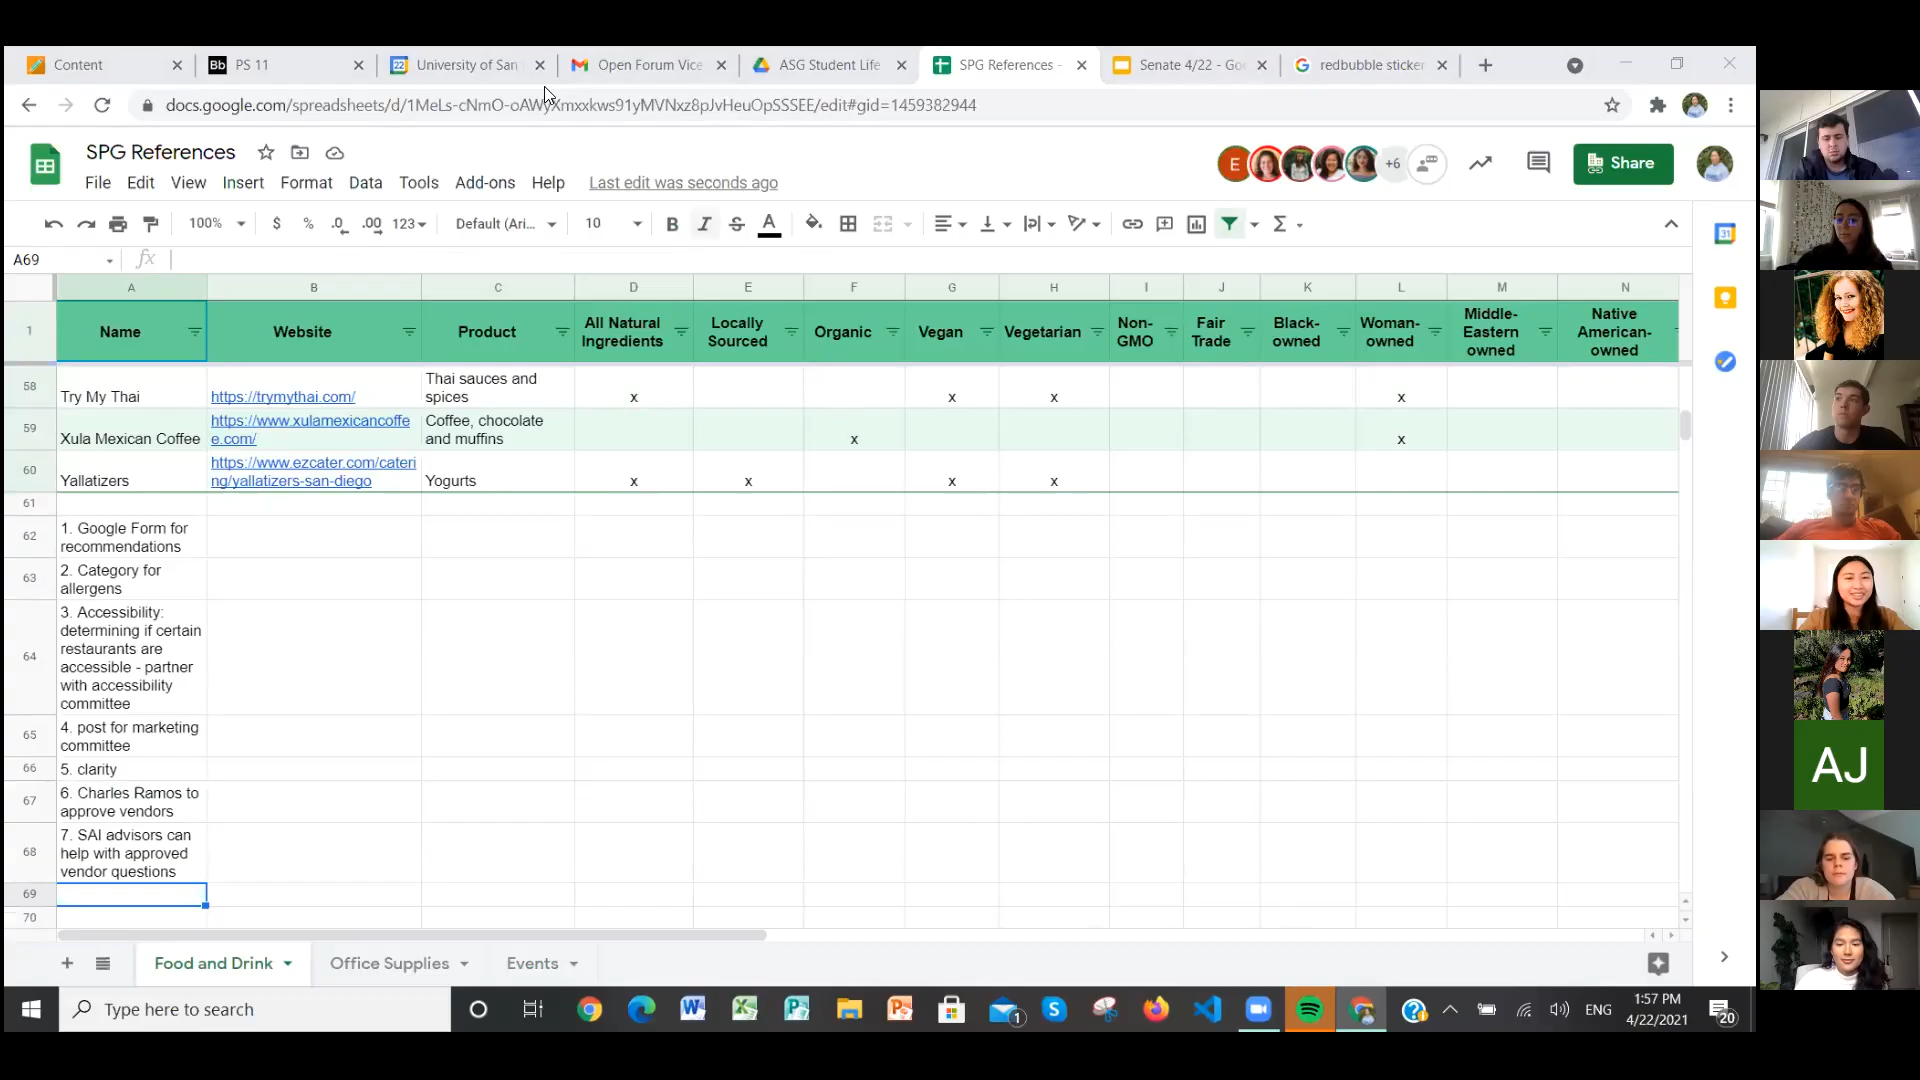 Content
Bb PS 11
22 University of San
Open Forum Vice
ASG Student Life
SPG References -
Senate 4/22 - Go
redbubble sticker
docs.google.com/spreadsheets/d/1MeLs-cNmO-oAWyXmxxkws91yMVNxz8pJvHeuOpSSSEE/edit#gid=1459382944
SPG References
E +6 Share
File Edit View Insert Format Data Tools Add-ons Help Last edit was seconds ago
100% $ % .0 .00 123 Default (Ari... 10 B I S A Σ
31
A69 fx
A B C D E F G H I J K L M N
1 Name Website Product All Natural Ingredients Locally Sourced Organic Vegan Vegetarian Non-GMO Fair Trade Black-owned Woman-owned Middle-Eastern owned Native American-owned
58 Try My Thai https://trymythai.com/ Thai sauces and spices x x x x
59 Xula Mexican Coffee https://www.xulamexicancoffee.com/ Coffee, chocolate and muffins x x
60 Yallatizers https://www.ezcater.com/catering/yallatizers-san-diego Yogurts x x x x
61
62 1. Google Form for
recommendations
63 2. Category for
allergens
64 3. Accessibility:
determining if certain
restaurants are
accessible - partner
with accessibility
committee
65 4. post for marketing
committee
66 5. clarity
67 6. Charles Ramos to
approve vendors
68 7. SAI advisors can
help with approved
vendor questions
69
70
Food and Drink Office Supplies Events
Type here to search
1
ENG
1:57 PM
4/22/2021
20
AJ